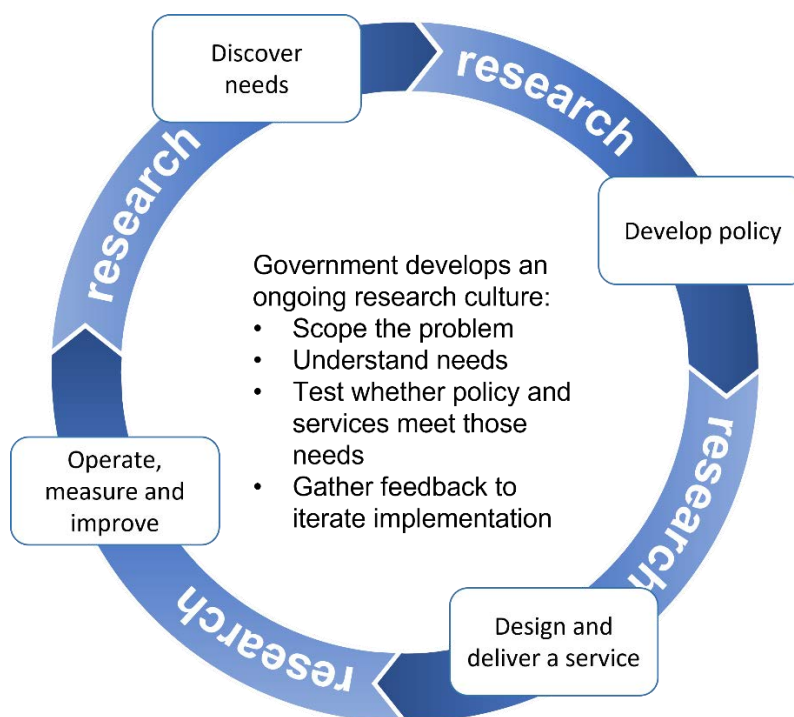 Discover
needs
research
Develop policy
research
Design and
deliver a service
research
Operate,
measure and
improve
research
Government develops an
ongoing research culture:
• Scope the problem
• Understand needs
• Test whether policy and
services meet those
needs
• Gather feedback to
iterate implementation